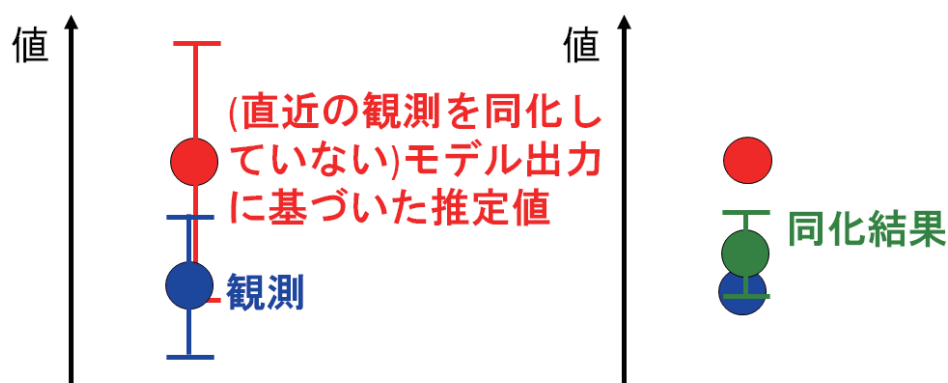 値
(直近の観測を同化し
ていない)モデル出力
に基づいた推定値
観測
値
同化結果